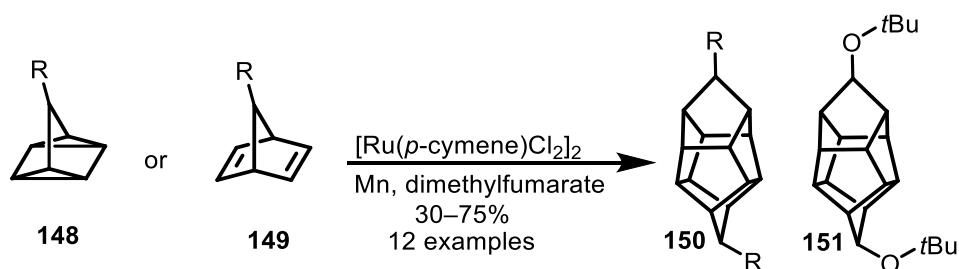 R
R
R
O
tBu
or
[Ru(p-cymene)Cl2]2
Mn, dimethylfumarate
30–75%
12 examples
148
149
150
151
R
O
tBu